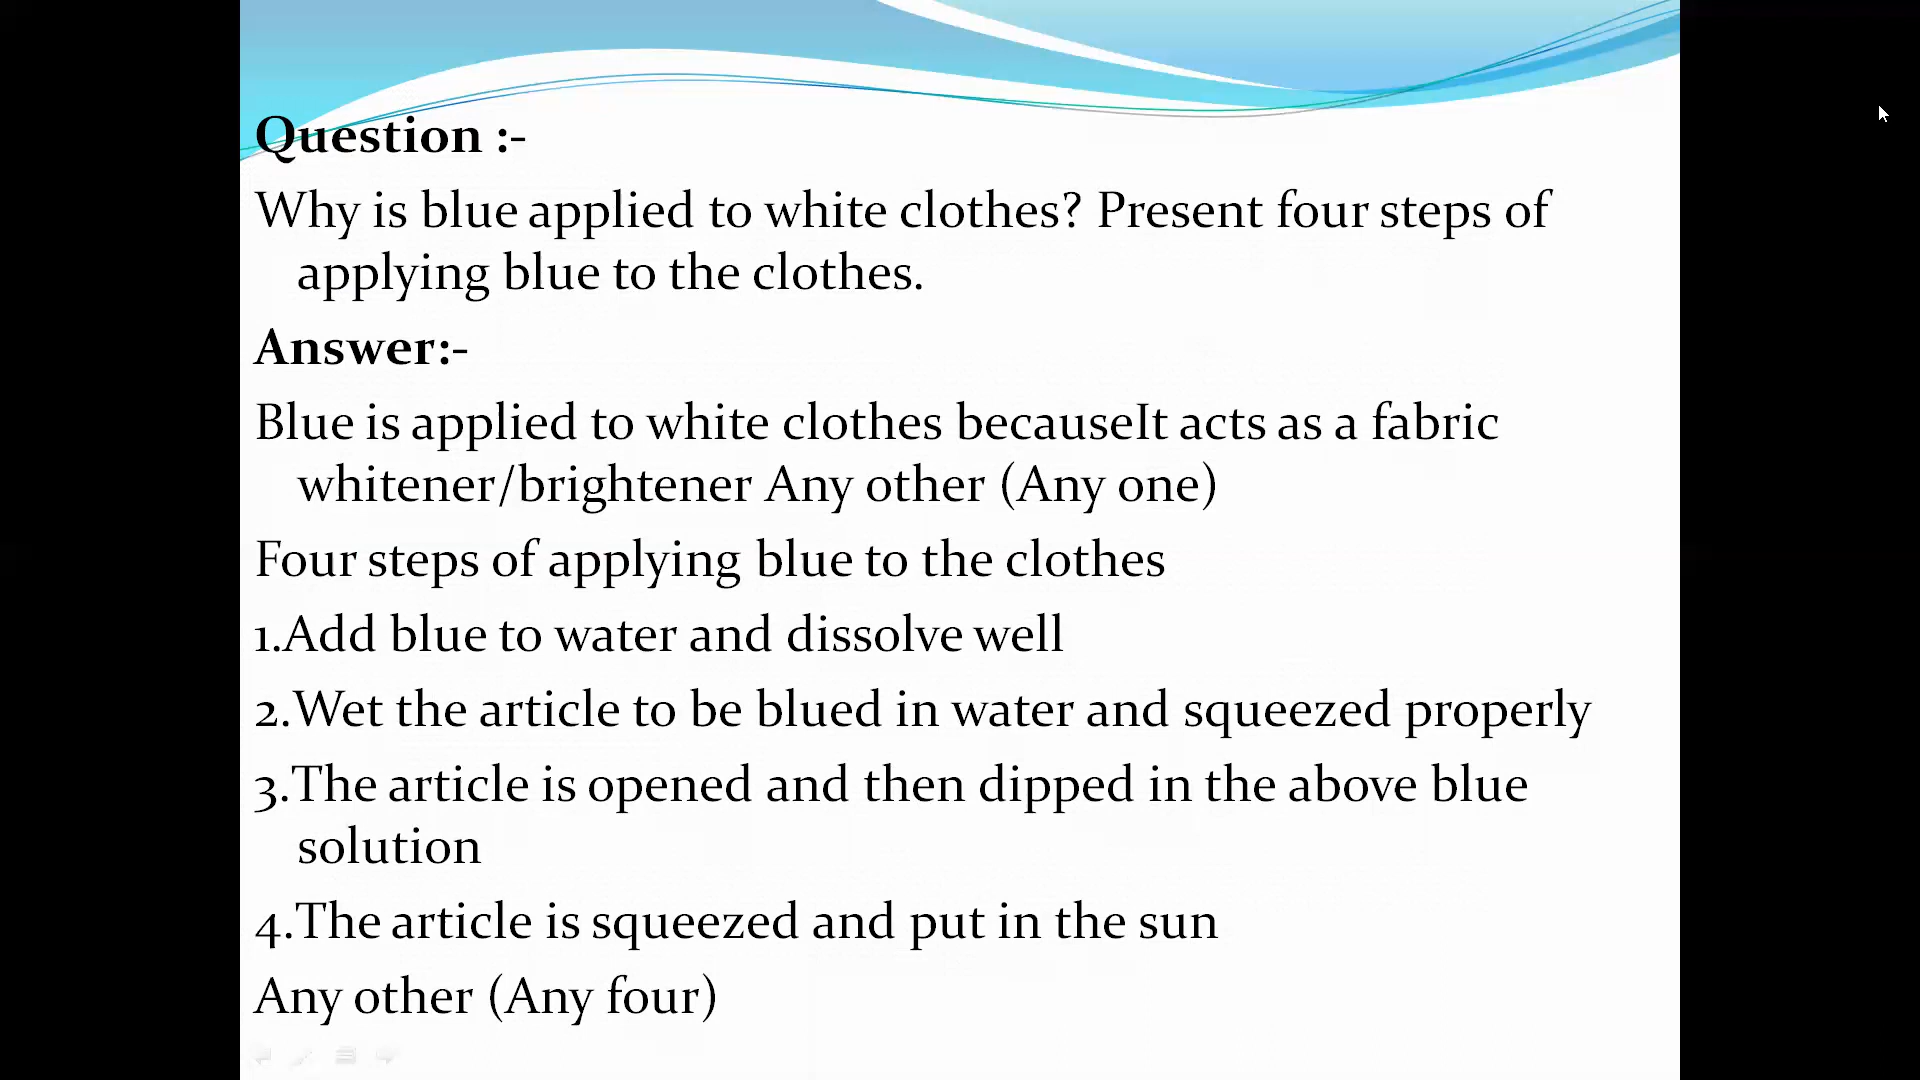 Question :-
Why is blue applied to white clothes? Present four steps of
applying blue to the clothes.
Answer:-
Blue is applied to white clothes becauseIt acts as a fabric
whitener/brightener Any other (Any one)
Four steps of applying blue to the clothes
1.Add blue to water and dissolve well
2.Wet the article to be blued in water and squeezed properly
3.The article is opened and then dipped in the above blue
solution
4.The article is squeezed and put in the sun
Any other (Any four)